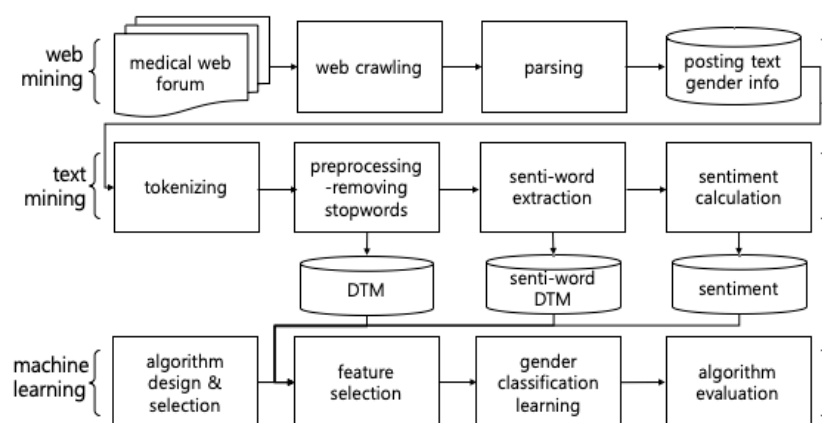 web
mining
medical web
forum
web crawling
parsing
posting text
gender info
text
mining
tokenizing
preprocessing
-removing
stopwords
senti-word
extraction
sentiment
calculation
DTM
senti-word
DTM
sentiment
machine
learning
algorithm
design &
selection
feature
selection
gender
classification
learning
algorithm
evaluation